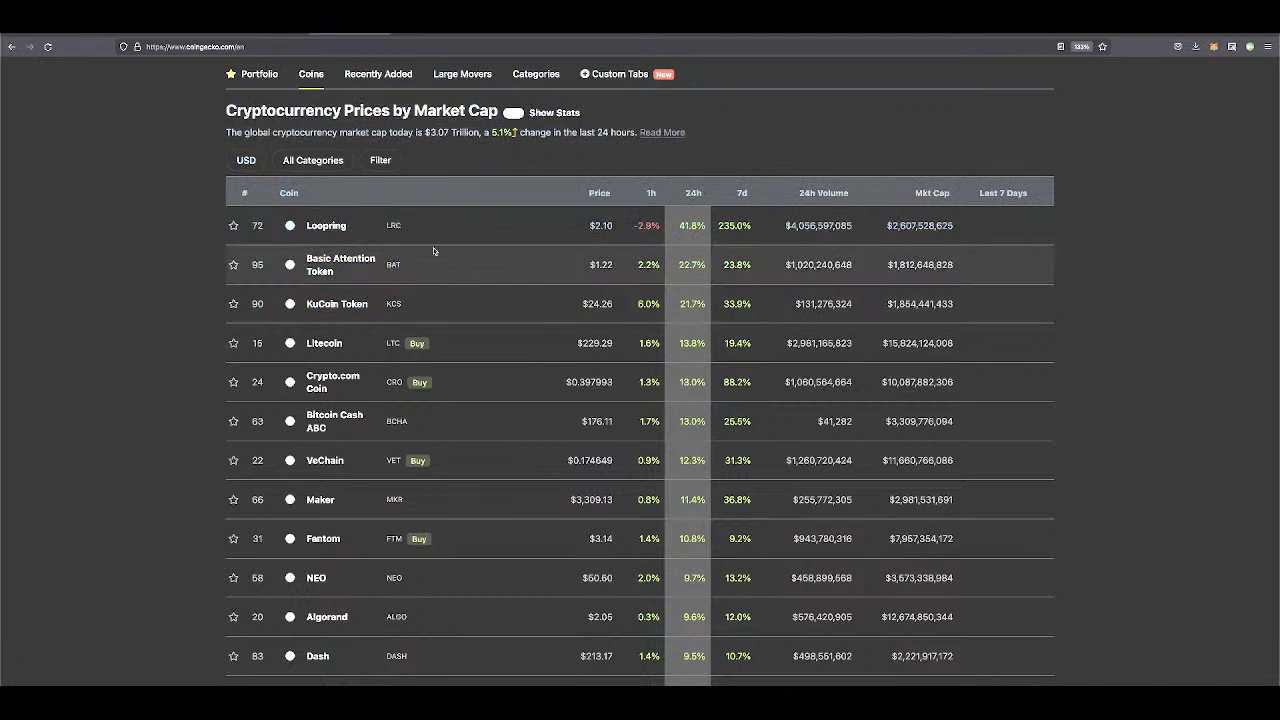 https://www.coingecko.com/en
133%
Portfolio Coins Recently Added Large Movers Categories Custom Tabs New
Cryptocurrency Prices by Market Cap Show Stats
The global cryptocurrency market cap today is $3.07 Trillion, a 5.1% change in the last 24 hours. Read More
USD All Categories Filter
# Coin Price 1h 24h 7d 24h Volume Mkt Cap Last 7 Days
72 Loopring LRC $2.10 -2.9% 41.8% 235.0% $4,056,597,085 $2,607,528,625
95 Basic Attention Token BAT $1.22 2.2% 22.7% 23.8% $1,020,240,648 $1,812,648,828
90 KuCoin Token KCS $24.26 6.0% 21.7% 33.9% $131,276,324 $1,854,441,433
15 Litecoin LTC Buy $229.29 1.6% 13.8% 19.4% $2,981,165,823 $15,824,124,008
24 Crypto.com Coin CRO Buy $0.397993 1.3% 13.0% 88.2% $1,060,564,664 $10,087,882,306
63 Bitcoin Cash ABC BCHA $176.11 1.7% 13.0% 25.5% $41,282 $3,309,776,094
22 VeChain VET Buy $0.174649 0.9% 12.3% 31.3% $1,260,720,424 $11,660,766,086
66 Maker MKR $3,309.13 0.8% 11.4% 36.8% $255,772,305 $2,981,531,691
31 Fantom FTM Buy $3.14 1.4% 10.8% 9.2% $943,780,316 $7,957,354,172
58 NEO NEO $50.60 2.0% 9.7% 13.2% $458,899,568 $3,573,338,984
20 Algorand ALGO $2.05 0.3% 9.6% 12.0% $576,420,905 $12,674,850,344
83 Dash DASH $213.17 1.4% 9.5% 10.7% $498,551,602 $2,221,917,172